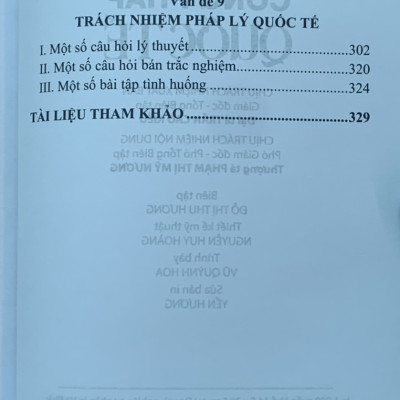 Vấn đề 9
TRÁCH NHIỆM PHÁP LÝ QUỐC TẾ
I. Một số câu hỏi lý thuyết................................302
II. Một số câu hỏi bán trắc nghiệm......................320
III. Một số bài tập tình huống................................324
TÀI LIỆU THAM KHẢO................................329
CHỊU TRÁCH NHIỆM NỘI DUNG
Phó Giám đốc - Phó Tổng Biên tập
Thượng tá PHẠM THỊ MỸ HƯƠNG
Biên tập
ĐỖ THỊ THU HƯƠNG
Thiết kế mỹ thuật
NGUYỄN HUY HOÀNG
Trình bày
VŨ QUỲNH HOA
Sửa bản in
YẾN HƯƠNG